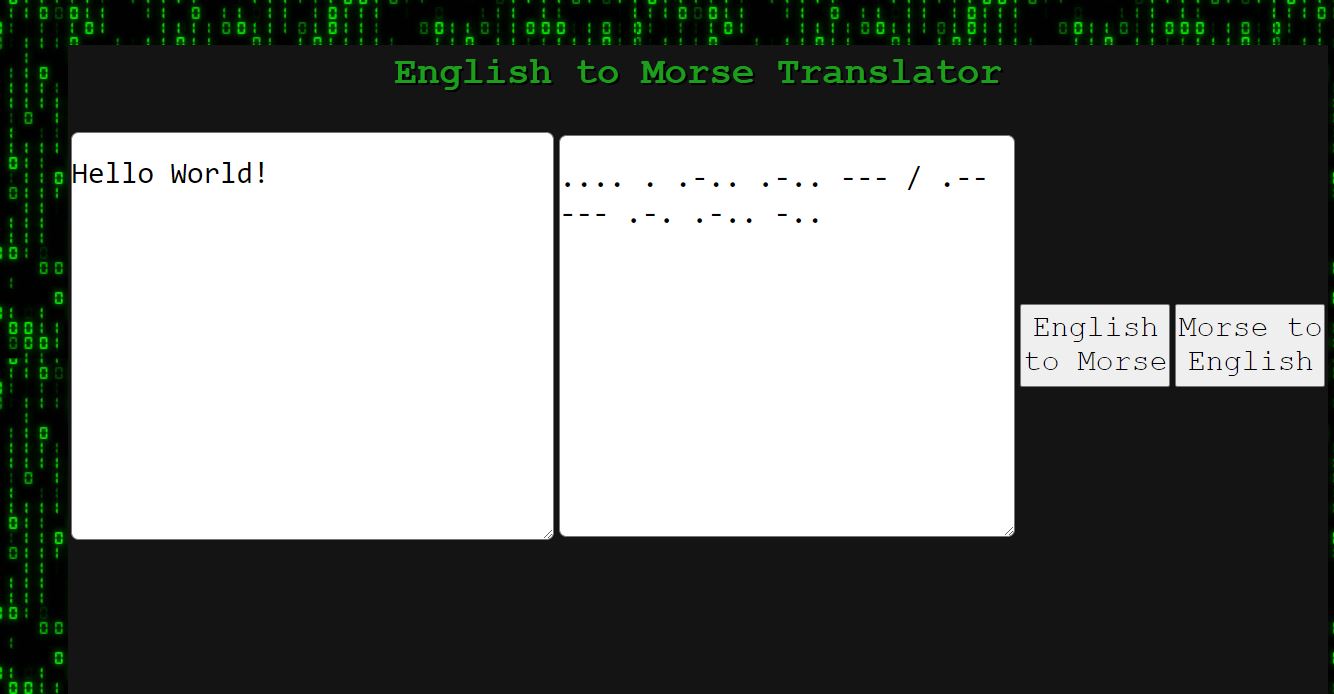 English to Morse Translator
Hello World!
.... . .-.. .-.. --- / .--
--- .-. .-.. -..
English
to Morse
Morse to
English